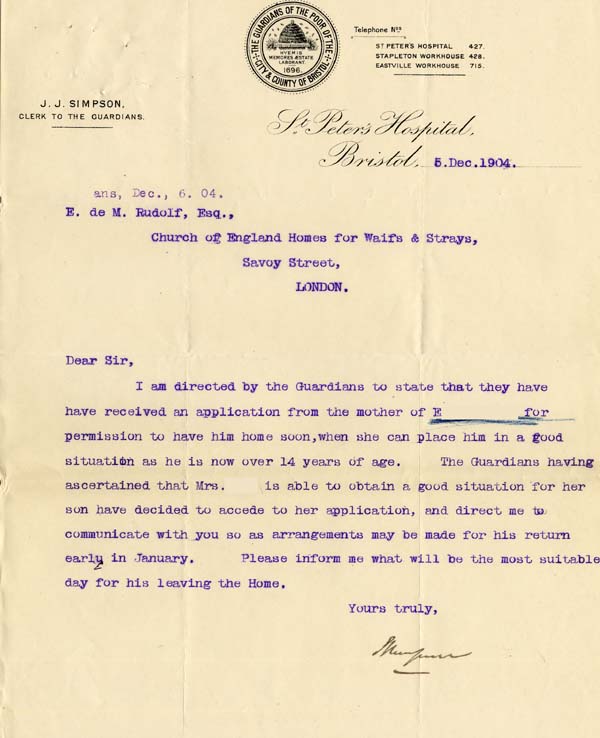 THE GUARDIANS OF THE POOR OF THE CITY & COUNTY OF BRISTOL
HYEMIS
MEMORES ÆSTATE
LABORANT
1696.
Telephone Nos
ST PETER'S HOSPITAL 427.
STAPLETON WORKHOUSE 428.
EASTVILLE WORKHOUSE 715.
J. J. SIMPSON.
CLERK TO THE GUARDIANS.
St. Peter's Hospital,
Bristol, 5.Dec.1904.
ans, Dec., 6. 04.
E. de M. Rudolf, Esq.,
Church of England Homes for Waifs & Strays,
Savoy Street,
LONDON.
Dear Sir,
I am directed by the Guardians to state that they have
have received an application from the mother of E for
permission to have him home soon,when she can place him in a good
situation as he is now over 14 years of age. The Guardians having
ascertained that Mrs. is able to obtain a good situation for her
son have decided to accede to her application, and direct me to
communicate with you so as arrangements may be made for his return
early in January. Please inform me what will be the most suitable
day for his leaving the Home.
Yours truly,